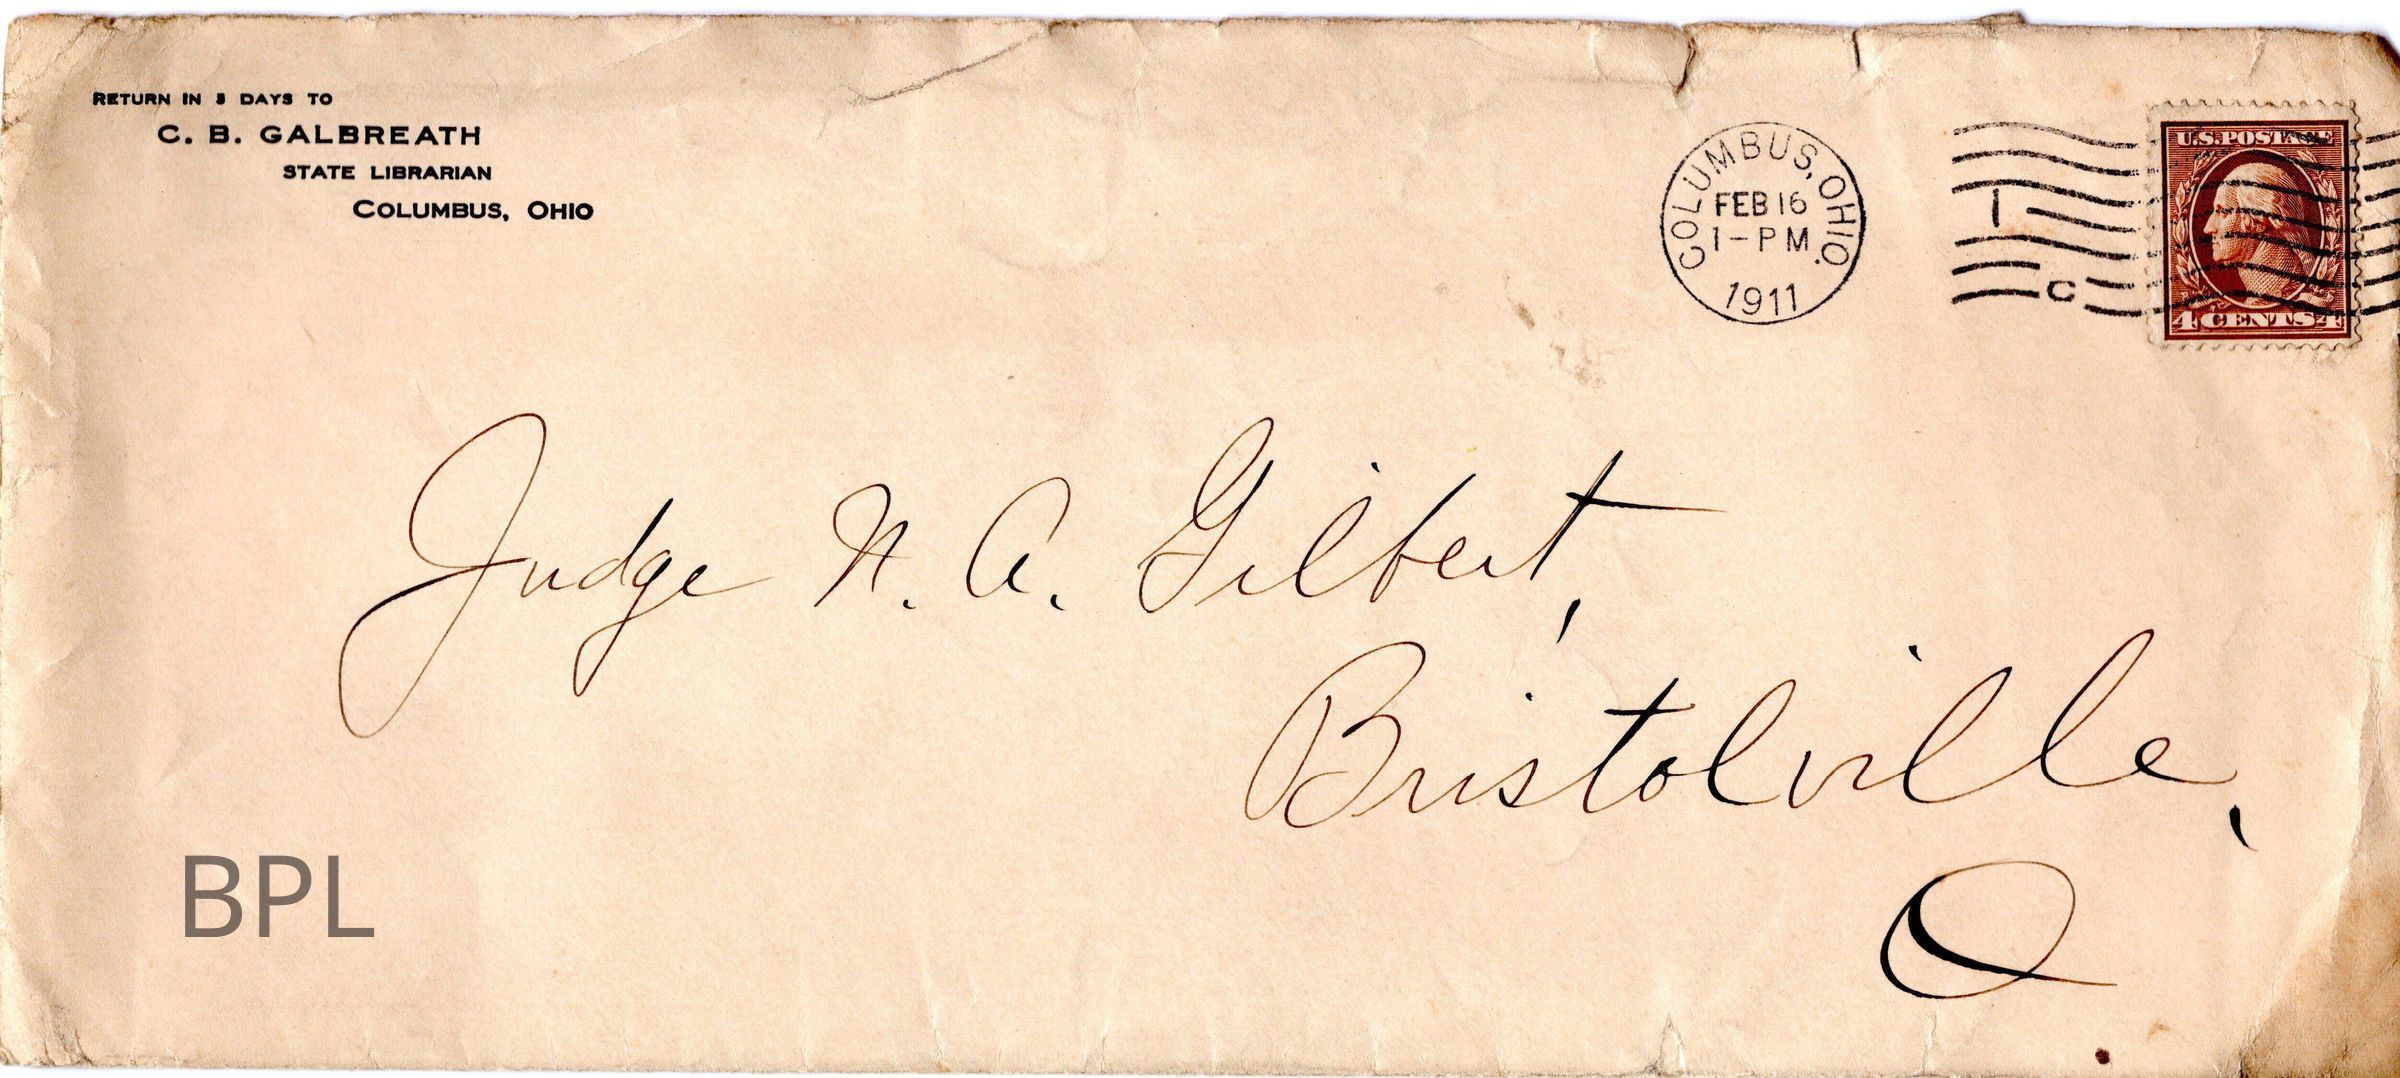 RETURN IN 5 DAYS TO
C. B. GALBREATH
STATE LIBRARIAN
COLUMBUS, OHIO
COLUMBUS, OHIO.
FEB 16
1-PM
1911
1
C
U.S. POSTAGE
4 CENTS 4
Judge N. A. Gilbert,
Bristolville,
O
BPL